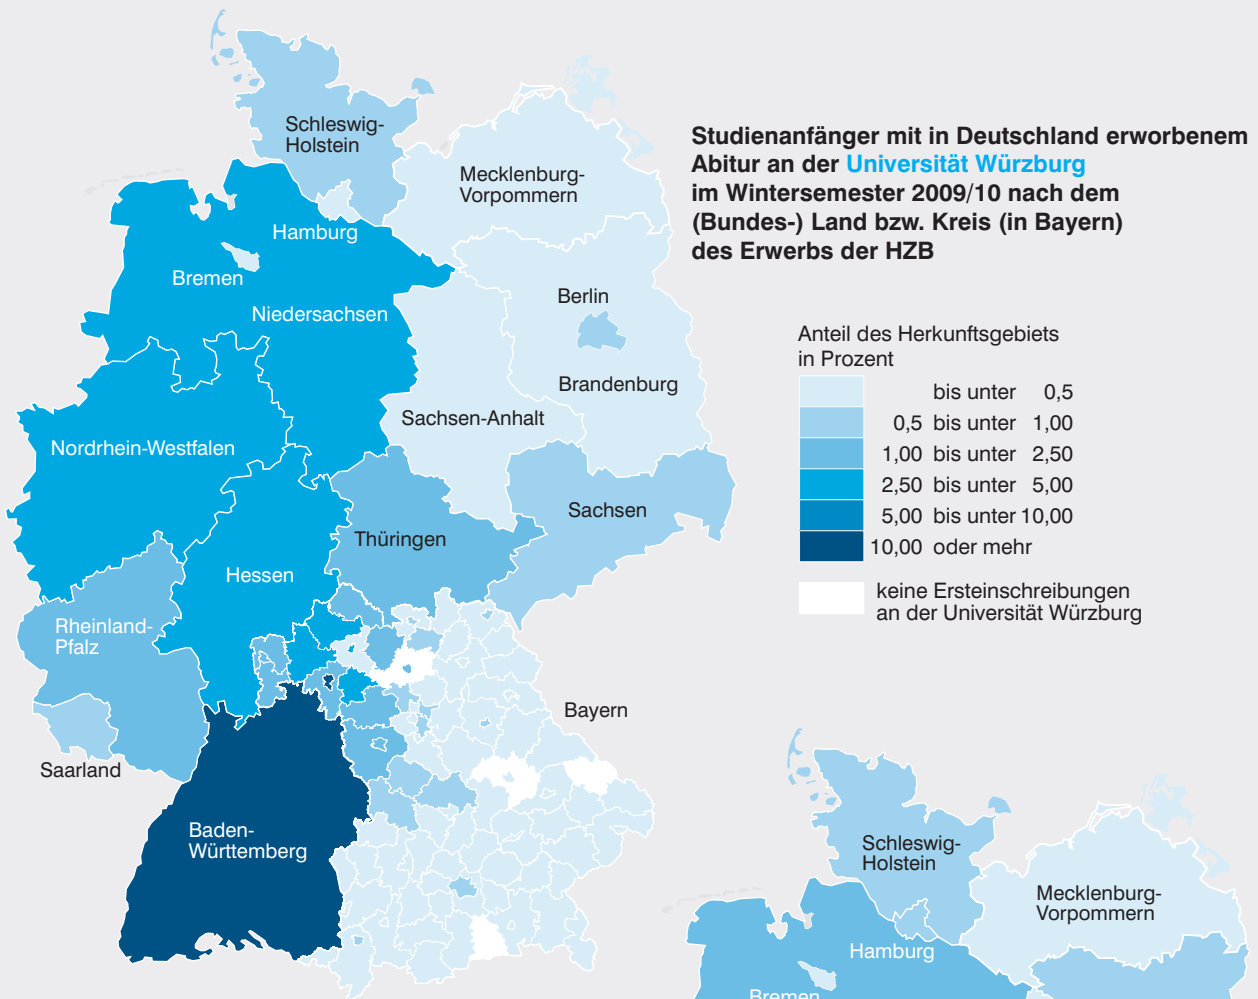 Studienanfänger mit in Deutschland erworbenem
Abitur an der Universität Würzburg
im Wintersemester 2009/10 nach dem
(Bundes-) Land bzw. Kreis (in Bayern)
des Erwerbs der HZB
Schleswig-
Holstein
Mecklenburg-
Vorpommern
Hamburg
Bremen
Niedersachsen
Berlin
Brandenburg
Sachsen-Anhalt
Nordrhein-Westfalen
Sachsen
Thüringen
Hessen
Rheinland-
Pfalz
Saarland
Bayern
Baden-
Württemberg
Anteil des Herkunftsgebiets
in Prozent
bis unter 0,5
0,5 bis unter 1,00
1,00 bis unter 2,50
2,50 bis unter 5,00
5,00 bis unter 10,00
10,00 oder mehr
keine Ersteinschreibungen
an der Universität Würzburg
Schleswig-
Holstein
Mecklenburg-
Vorpommern
Hamburg
Bremen